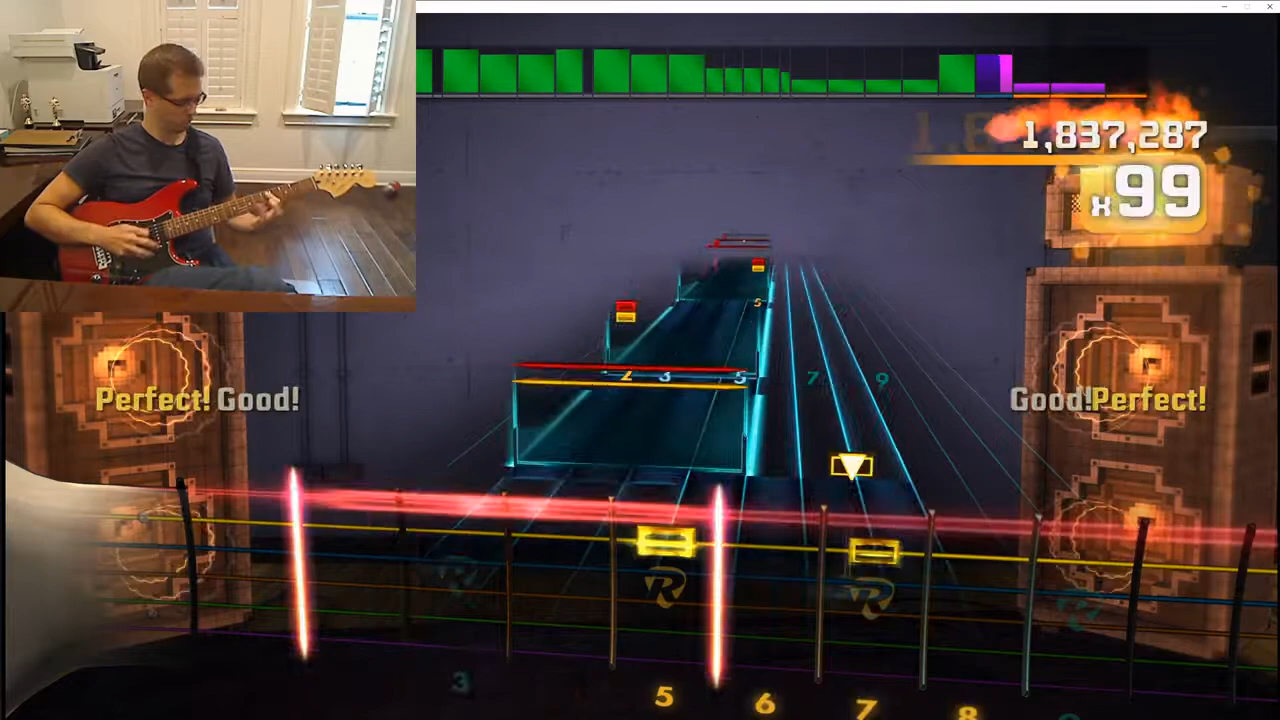 1,837,287
x99
5
2 3 5 7 9
Perfect! Good! Good! Perfect!
3 5 6 7 8